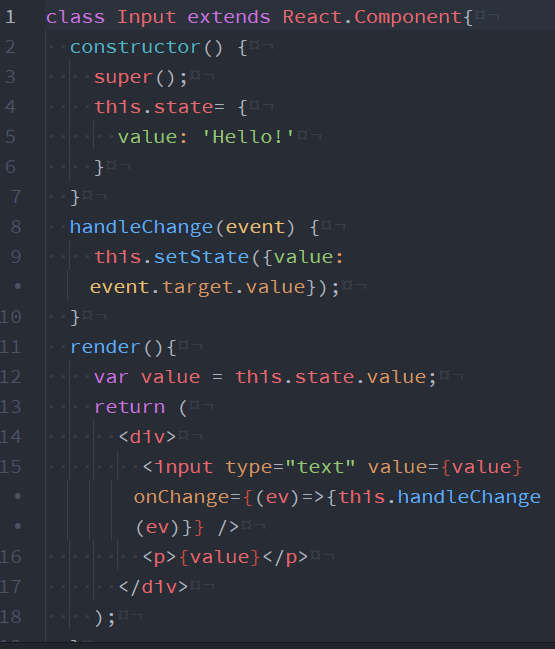 1 class Input extends React.Component{
2 constructor() {
3 super();
4 this.state= {
5 value: 'Hello!'
6 }
7 }
8 handleChange(event) {
9 this.setState({value:
event.target.value});
10 }
11 render(){
12 var value = this.state.value;
13 return (
14 <div>
15 <input type="text" value={value}
onChange={(ev)=>{this.handleChange
(ev)}} />
16 <p>{value}</p>
17 </div>
18 );